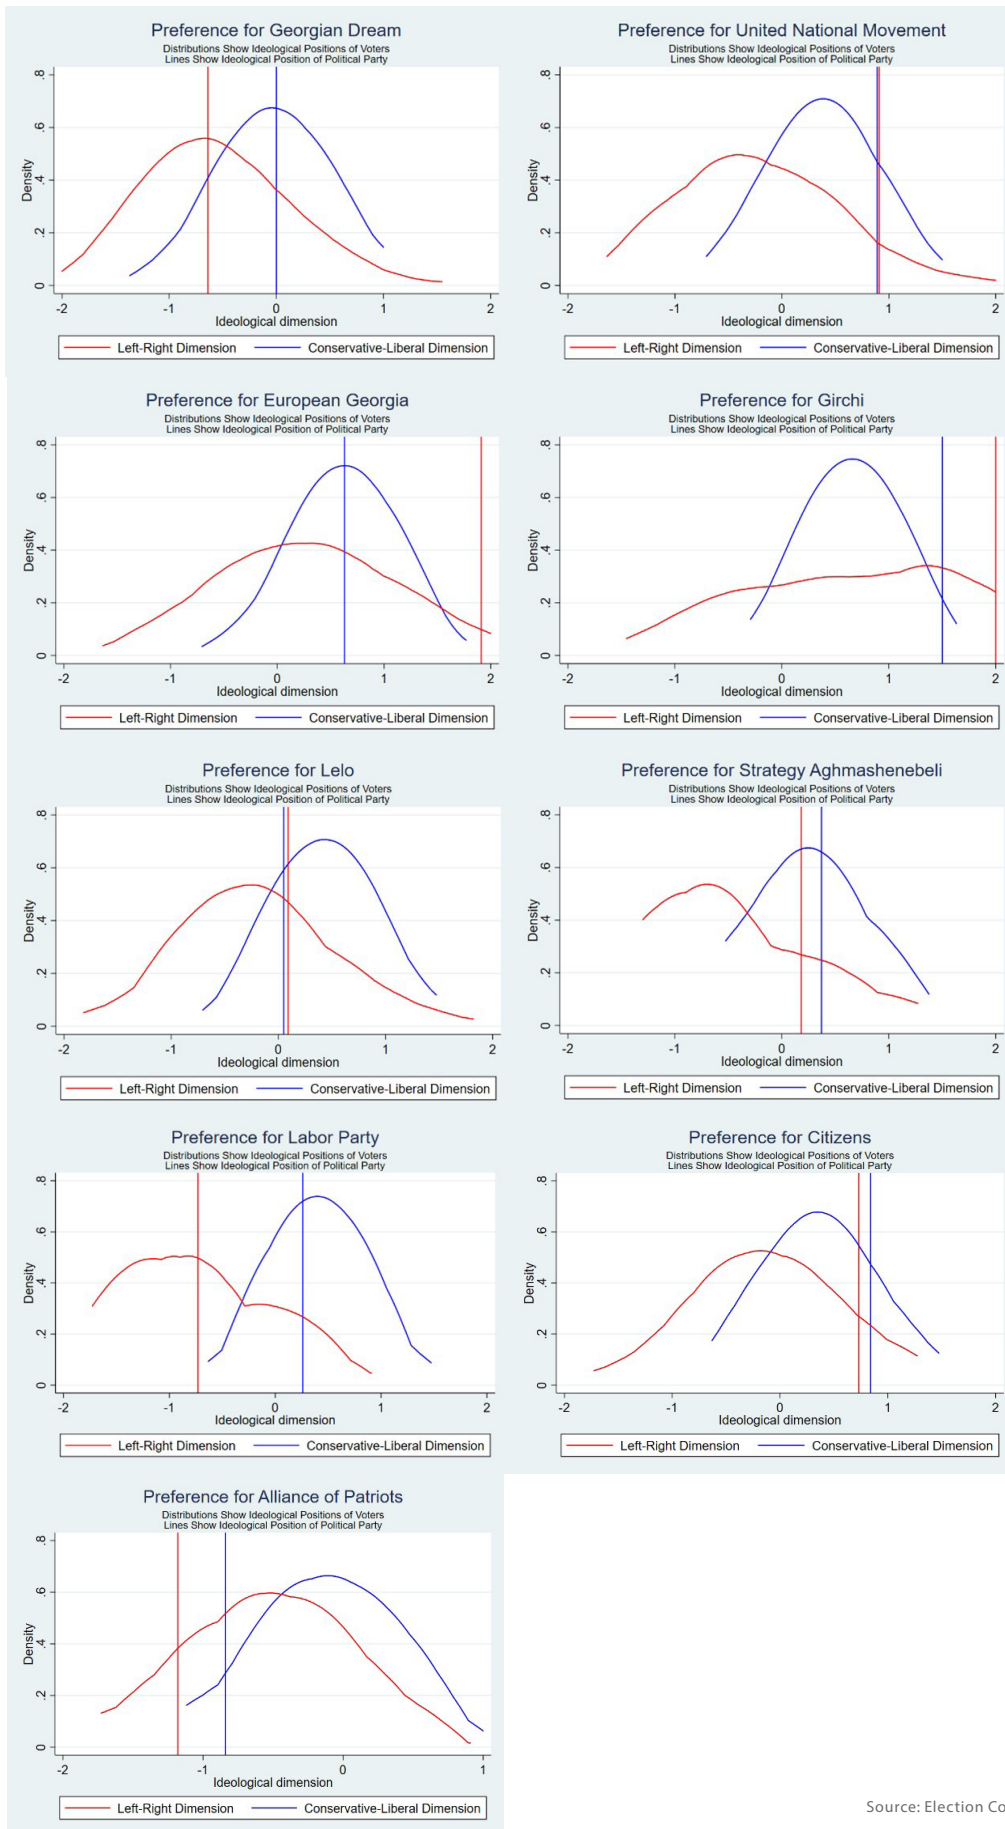 Preference for Georgian Dream
Distributions Show Ideological Positions of Voters
Lines Show Ideological Position of Political Party
.8
.6
.4
.2
0
Density
-2 -1 0 1 2
Ideological dimension
Left-Right Dimension Conservative-Liberal Dimension
Preference for United National Movement
Distributions Show Ideological Positions of Voters
Lines Show Ideological Position of Political Party
.8
.6
.4
.2
0
Density
-2 -1 0 1 2
Ideological dimension
Left-Right Dimension Conservative-Liberal Dimension
Preference for European Georgia
Distributions Show Ideological Positions of Voters
Lines Show Ideological Position of Political Party
.8
.6
.4
.2
0
Density
-2 -1 0 1 2
Ideological dimension
Left-Right Dimension Conservative-Liberal Dimension
Preference for Girchi
Distributions Show Ideological Positions of Voters
Lines Show Ideological Position of Political Party
.8
.6
.4
.2
0
Density
-2 -1 0 1 2
Ideological dimension
Left-Right Dimension Conservative-Liberal Dimension
Preference for Lelo
Distributions Show Ideological Positions of Voters
Lines Show Ideological Position of Political Party
.8
.6
.4
.2
0
Density
-2 -1 0 1 2
Ideological dimension
Left-Right Dimension Conservative-Liberal Dimension
Preference for Strategy Aghmashenebeli
Distributions Show Ideological Positions of Voters
Lines Show Ideological Position of Political Party
.8
.6
.4
.2
0
Density
-2 -1 0 1 2
Ideological dimension
Left-Right Dimension Conservative-Liberal Dimension
Preference for Labor Party
Distributions Show Ideological Positions of Voters
Lines Show Ideological Position of Political Party
.8
.6
.4
.2
0
Density
-2 -1 0 1 2
Ideological dimension
Left-Right Dimension Conservative-Liberal Dimension
Preference for Citizens
Distributions Show Ideological Positions of Voters
Lines Show Ideological Position of Political Party
.8
.6
.4
.2
0
Density
-2 -1 0 1 2
Ideological dimension
Left-Right Dimension Conservative-Liberal Dimension
Preference for Alliance of Patriots
Distributions Show Ideological Positions of Voters
Lines Show Ideological Position of Political Party
.8
.6
.4
.2
0
Density
-2 -1 0 1
Ideological dimension
Left-Right Dimension Conservative-Liberal Dimension
Source: Election Co